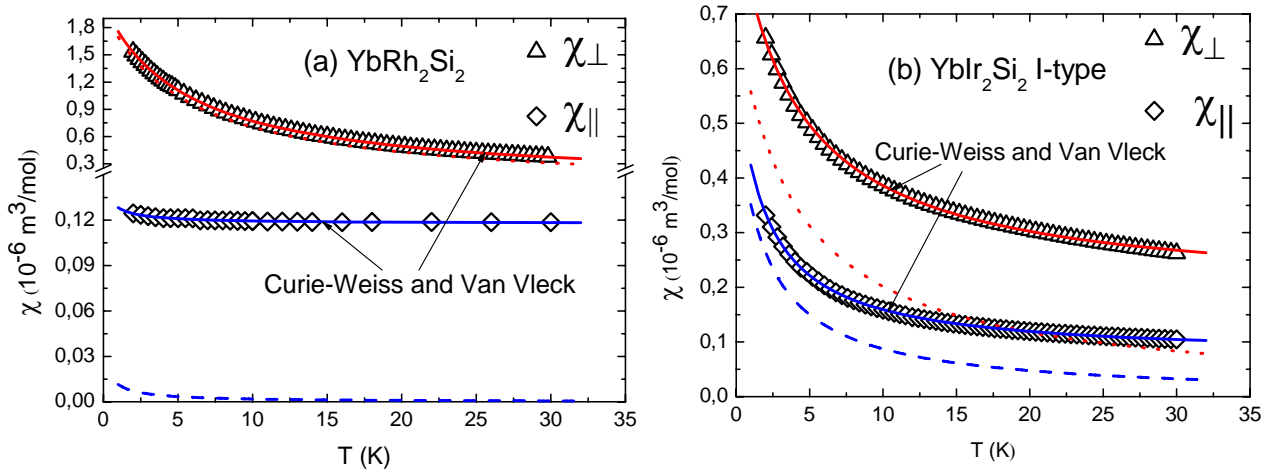 (a) YbRh₂Si₂
χ⊥
χ||
1,8
1,5
1,2
0,9
0,6
0,3
0,12
0,09
0,06
0,03
0,00
χ (10⁻⁶ m³/mol)
Curie-Weiss and Van Vleck
0 5 10 15 20 25 30 35
T (K)
(b) YbIr₂Si₂ I-type
χ⊥
χ||
0,7
0,6
0,5
0,4
0,3
0,2
0,1
0,0
χ (10⁻⁶ m³/mol)
Curie-Weiss and Van Vleck
0 5 10 15 20 25 30 35
T (K)